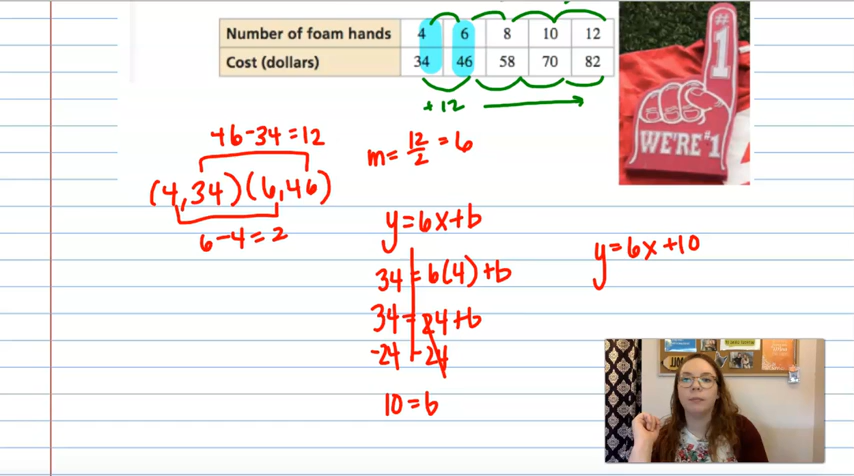 Number of foam hands 4 6 8 10 12
Cost (dollars) 34 46 58 70 82
+12
#1
WE'RE #1
46-34=12
(4,34)(6,46)
6-4=2
m=12/2=6
y=6x+b
34=6(4)+b
34=24+b
-24 -24
10=b
y=6x+10